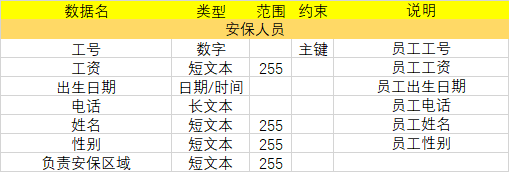 数据名 类型 范围 约束 说明
安保人员
工号 数字 主键 员工工号
工资 短文本 255 员工工资
出生日期 日期/时间 员工出生日期
电话 长文本 员工电话
姓名 短文本 255 员工姓名
性别 短文本 255 员工性别
负责安保区域 短文本 255